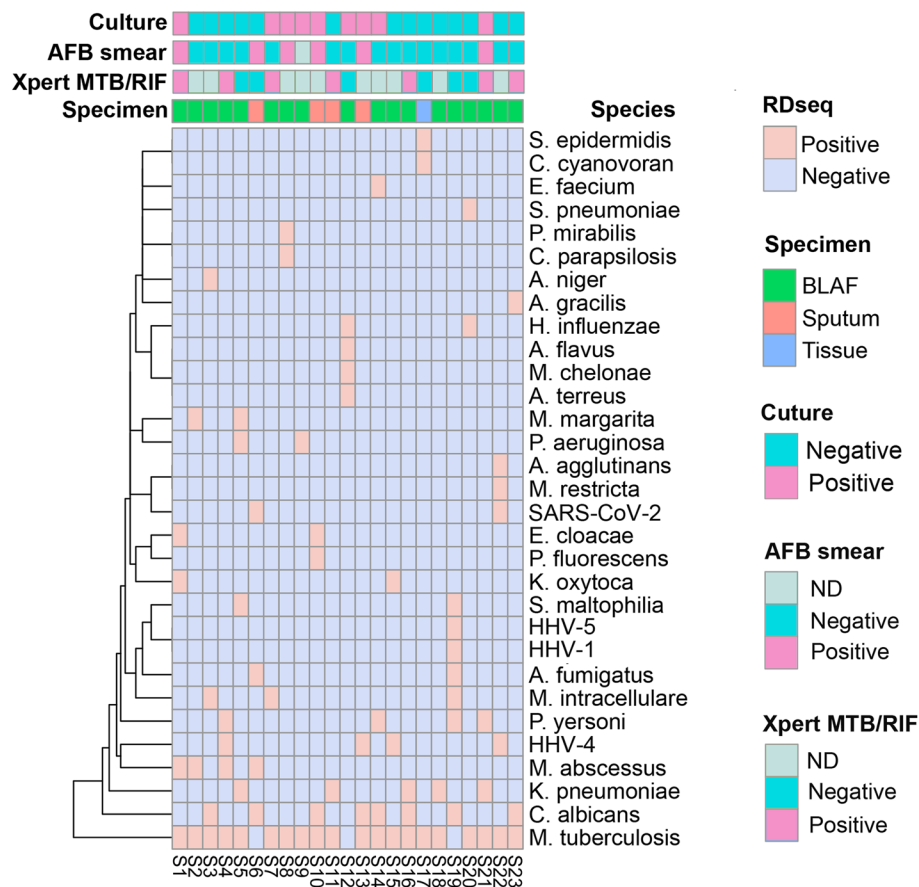 Culture
AFB smear
Xpert MTB/RIF
Specimen
Species
S. epidermidis
C. cyanovoran
E. faecium
S. pneumoniae
P. mirabilis
C. parapsilosis
A. niger
A. gracilis
H. influenzae
A. flavus
M. chelonae
A. terreus
M. margarita
P. aeruginosa
A. agglutinans
M. restricta
SARS-CoV-2
E. cloacae
P. fluorescens
K. oxytoca
S. maltophilia
HHV-5
HHV-1
A. fumigatus
M. intracellulare
P. yersoni
HHV-4
M. abscessus
K. pneumoniae
C. albicans
M. tuberculosis
S1
S2
S3
S4
S5
S6
S7
S8
S9
S10
S11
S12
S13
S14
S15
S16
S17
S18
S19
S20
S21
S22
S23
RDseq
Positive
Negative
Specimen
BLAF
Sputum
Tissue
Cuture
Negative
Positive
AFB smear
ND
Negative
Positive
Xpert MTB/RIF
ND
Negative
Positive